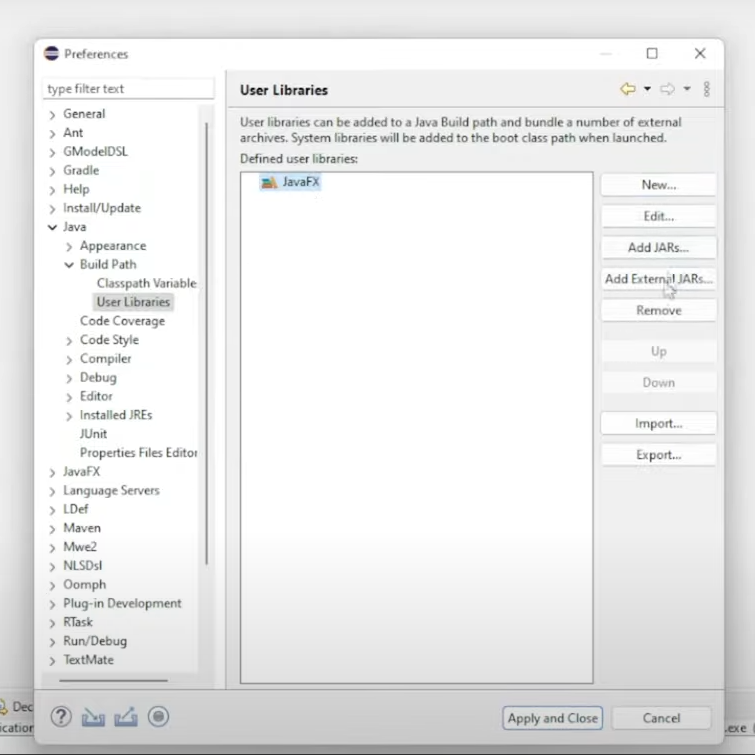 Preferences
type filter text
General
Ant
GModelDSL
Gradle
Help
Install/Update
Java
Appearance
Build Path
Classpath Variable
User Libraries
Code Coverage
Code Style
Compiler
Debug
Editor
Installed JREs
JUnit
Properties Files Editor
JavaFX
Language Servers
LDef
Maven
Mwe2
NLSDsl
Oomph
Plug-in Development
RTask
Run/Debug
TextMate
User Libraries
User libraries can be added to a Java Build path and bundle a number of external
archives. System libraries will be added to the boot class path when launched.
Defined user libraries:
JavaFX
New...
Edit...
Add JARs...
Add External JARs...
Remove
Up
Down
Import...
Export...
Apply and Close
Cancel
Dec
ication
.exe